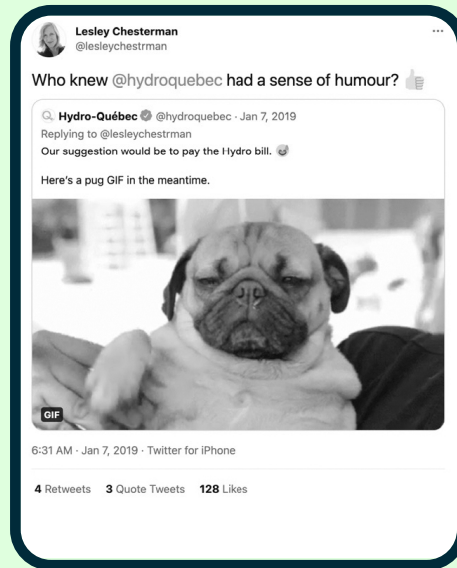 Lesley Chesterman
@lesleychestrman
Who knew @hydroquebec had a sense of humour? 👍
Hydro-Québec @hydroquebec · Jan 7, 2019
Replying to @lesleychestrman
Our suggestion would be to pay the Hydro bill.
Here's a pug GIF in the meantime.
GIF
6:31 AM · Jan 7, 2019 · Twitter for iPhone
4 Retweets 3 Quote Tweets 128 Likes